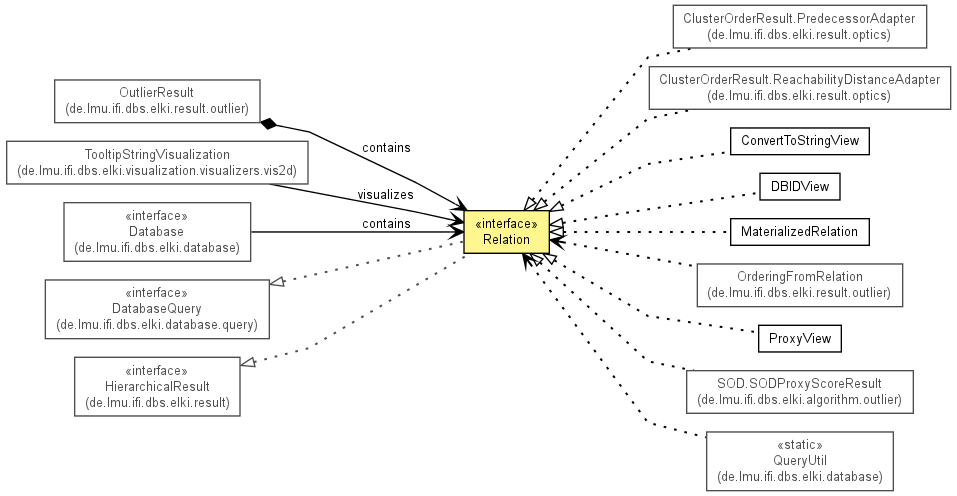 ClusterOrderResult.PredecessorAdapter
(de.lmu.ifi.dbs.elki.result.optics)
ClusterOrderResult.ReachabilityDistanceAdapter
(de.lmu.ifi.dbs.elki.result.optics)
OutlierResult
(de.lmu.ifi.dbs.elki.result.outlier)
contains
ConvertToStringView
TooltipStringVisualization
(de.lmu.ifi.dbs.elki.visualization.visualizers.vis2d)
visualizes
DBIDView
«interface»
Database
(de.lmu.ifi.dbs.elki.database)
contains
«interface»
Relation
MaterializedRelation
OrderingFromRelation
(de.lmu.ifi.dbs.elki.result.outlier)
«interface»
DatabaseQuery
(de.lmu.ifi.dbs.elki.database.query)
ProxyView
«interface»
HierarchicalResult
(de.lmu.ifi.dbs.elki.result)
SOD.SODProxyScoreResult
(de.lmu.ifi.dbs.elki.algorithm.outlier)
«static»
QueryUtil
(de.lmu.ifi.dbs.elki.database)